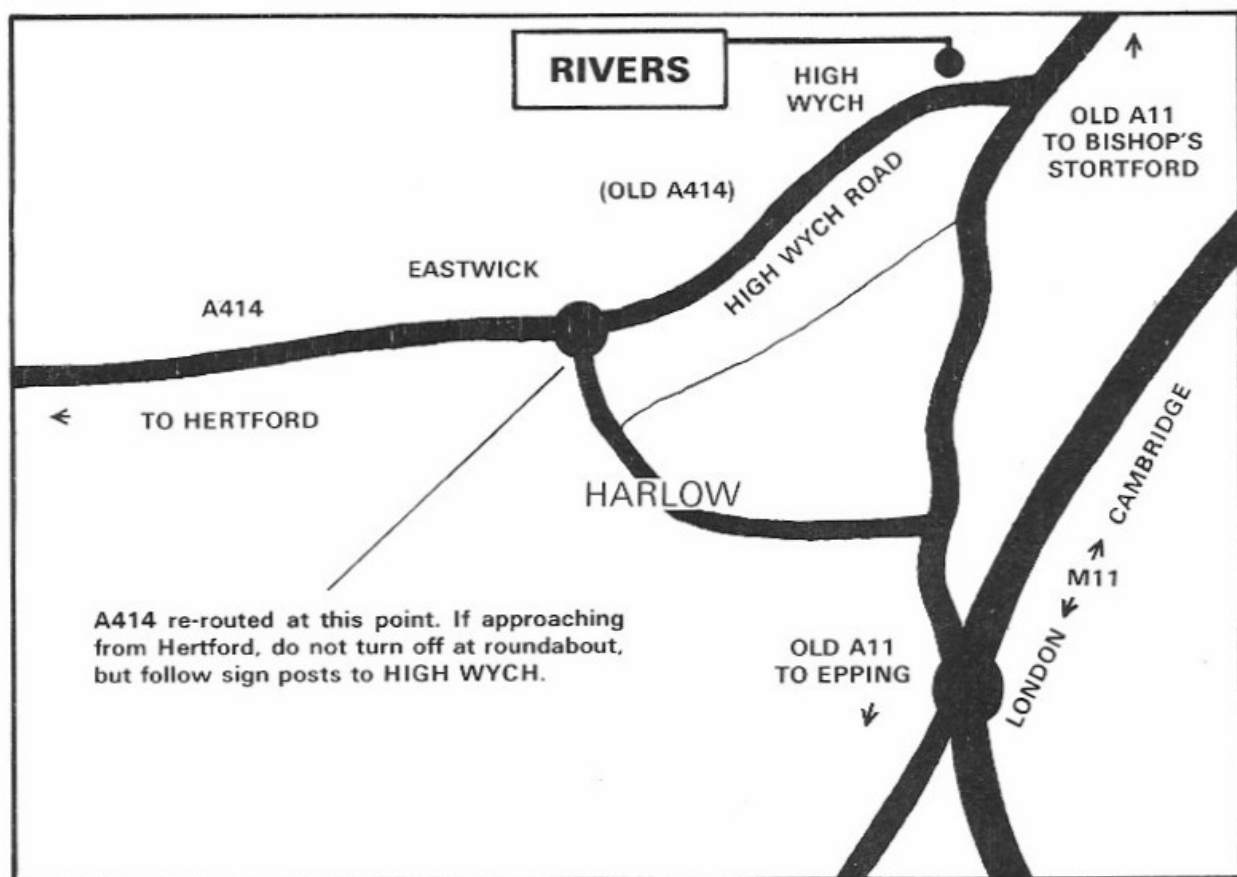 RIVERS
HIGH
WYCH
OLD A11
TO BISHOP'S
STORTFORD
(OLD A414)
HIGH WYCH ROAD
EASTWICK
A414
TO HERTFORD
HARLOW
CAMBRIDGE
M11
LONDON
A414 re-routed at this point. If approaching
from Hertford, do not turn off at roundabout,
but follow sign posts to HIGH WYCH.
OLD A11
TO EPPING